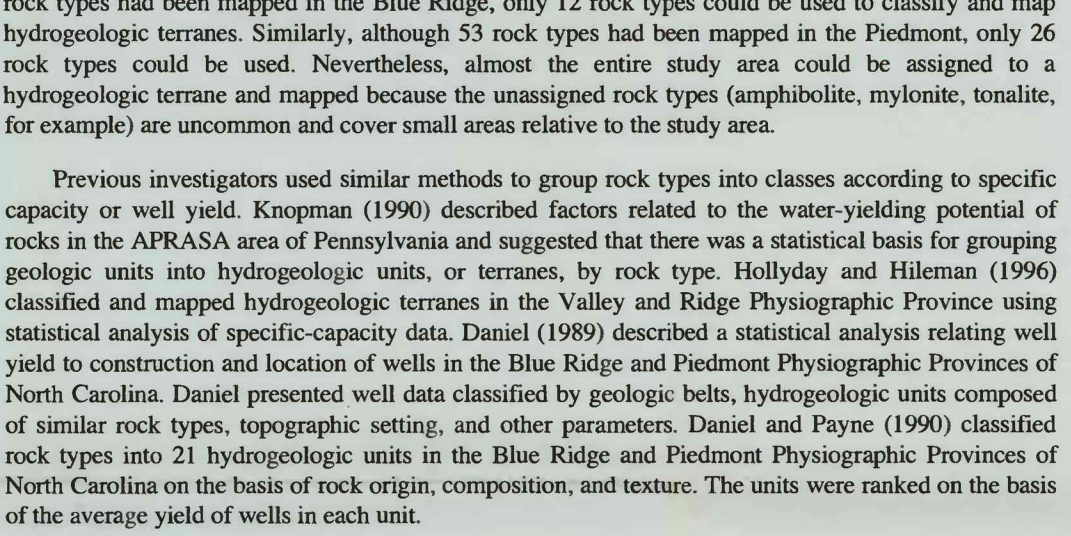 rock types had been mapped in the Blue Ridge, only 12 rock types could be used to classify and map
hydrogeologic terranes. Similarly, although 53 rock types had been mapped in the Piedmont, only 26
rock types could be used. Nevertheless, almost the entire study area could be assigned to a
hydrogeologic terrane and mapped because the unassigned rock types (amphibolite, mylonite, tonalite,
for example) are uncommon and cover small areas relative to the study area.
Previous investigators used similar methods to group rock types into classes according to specific
capacity or well yield. Knopman (1990) described factors related to the water-yielding potential of
rocks in the APRASA area of Pennsylvania and suggested that there was a statistical basis for grouping
geologic units into hydrogeologic units, or terranes, by rock type. Hollyday and Hileman (1996)
classified and mapped hydrogeologic terranes in the Valley and Ridge Physiographic Province using
statistical analysis of specific-capacity data. Daniel (1989) described a statistical analysis relating well
yield to construction and location of wells in the Blue Ridge and Piedmont Physiographic Provinces of
North Carolina. Daniel presented well data classified by geologic belts, hydrogeologic units composed
of similar rock types, topographic setting, and other parameters. Daniel and Payne (1990) classified
rock types into 21 hydrogeologic units in the Blue Ridge and Piedmont Physiographic Provinces of
North Carolina on the basis of rock origin, composition, and texture. The units were ranked on the basis
of the average yield of wells in each unit.